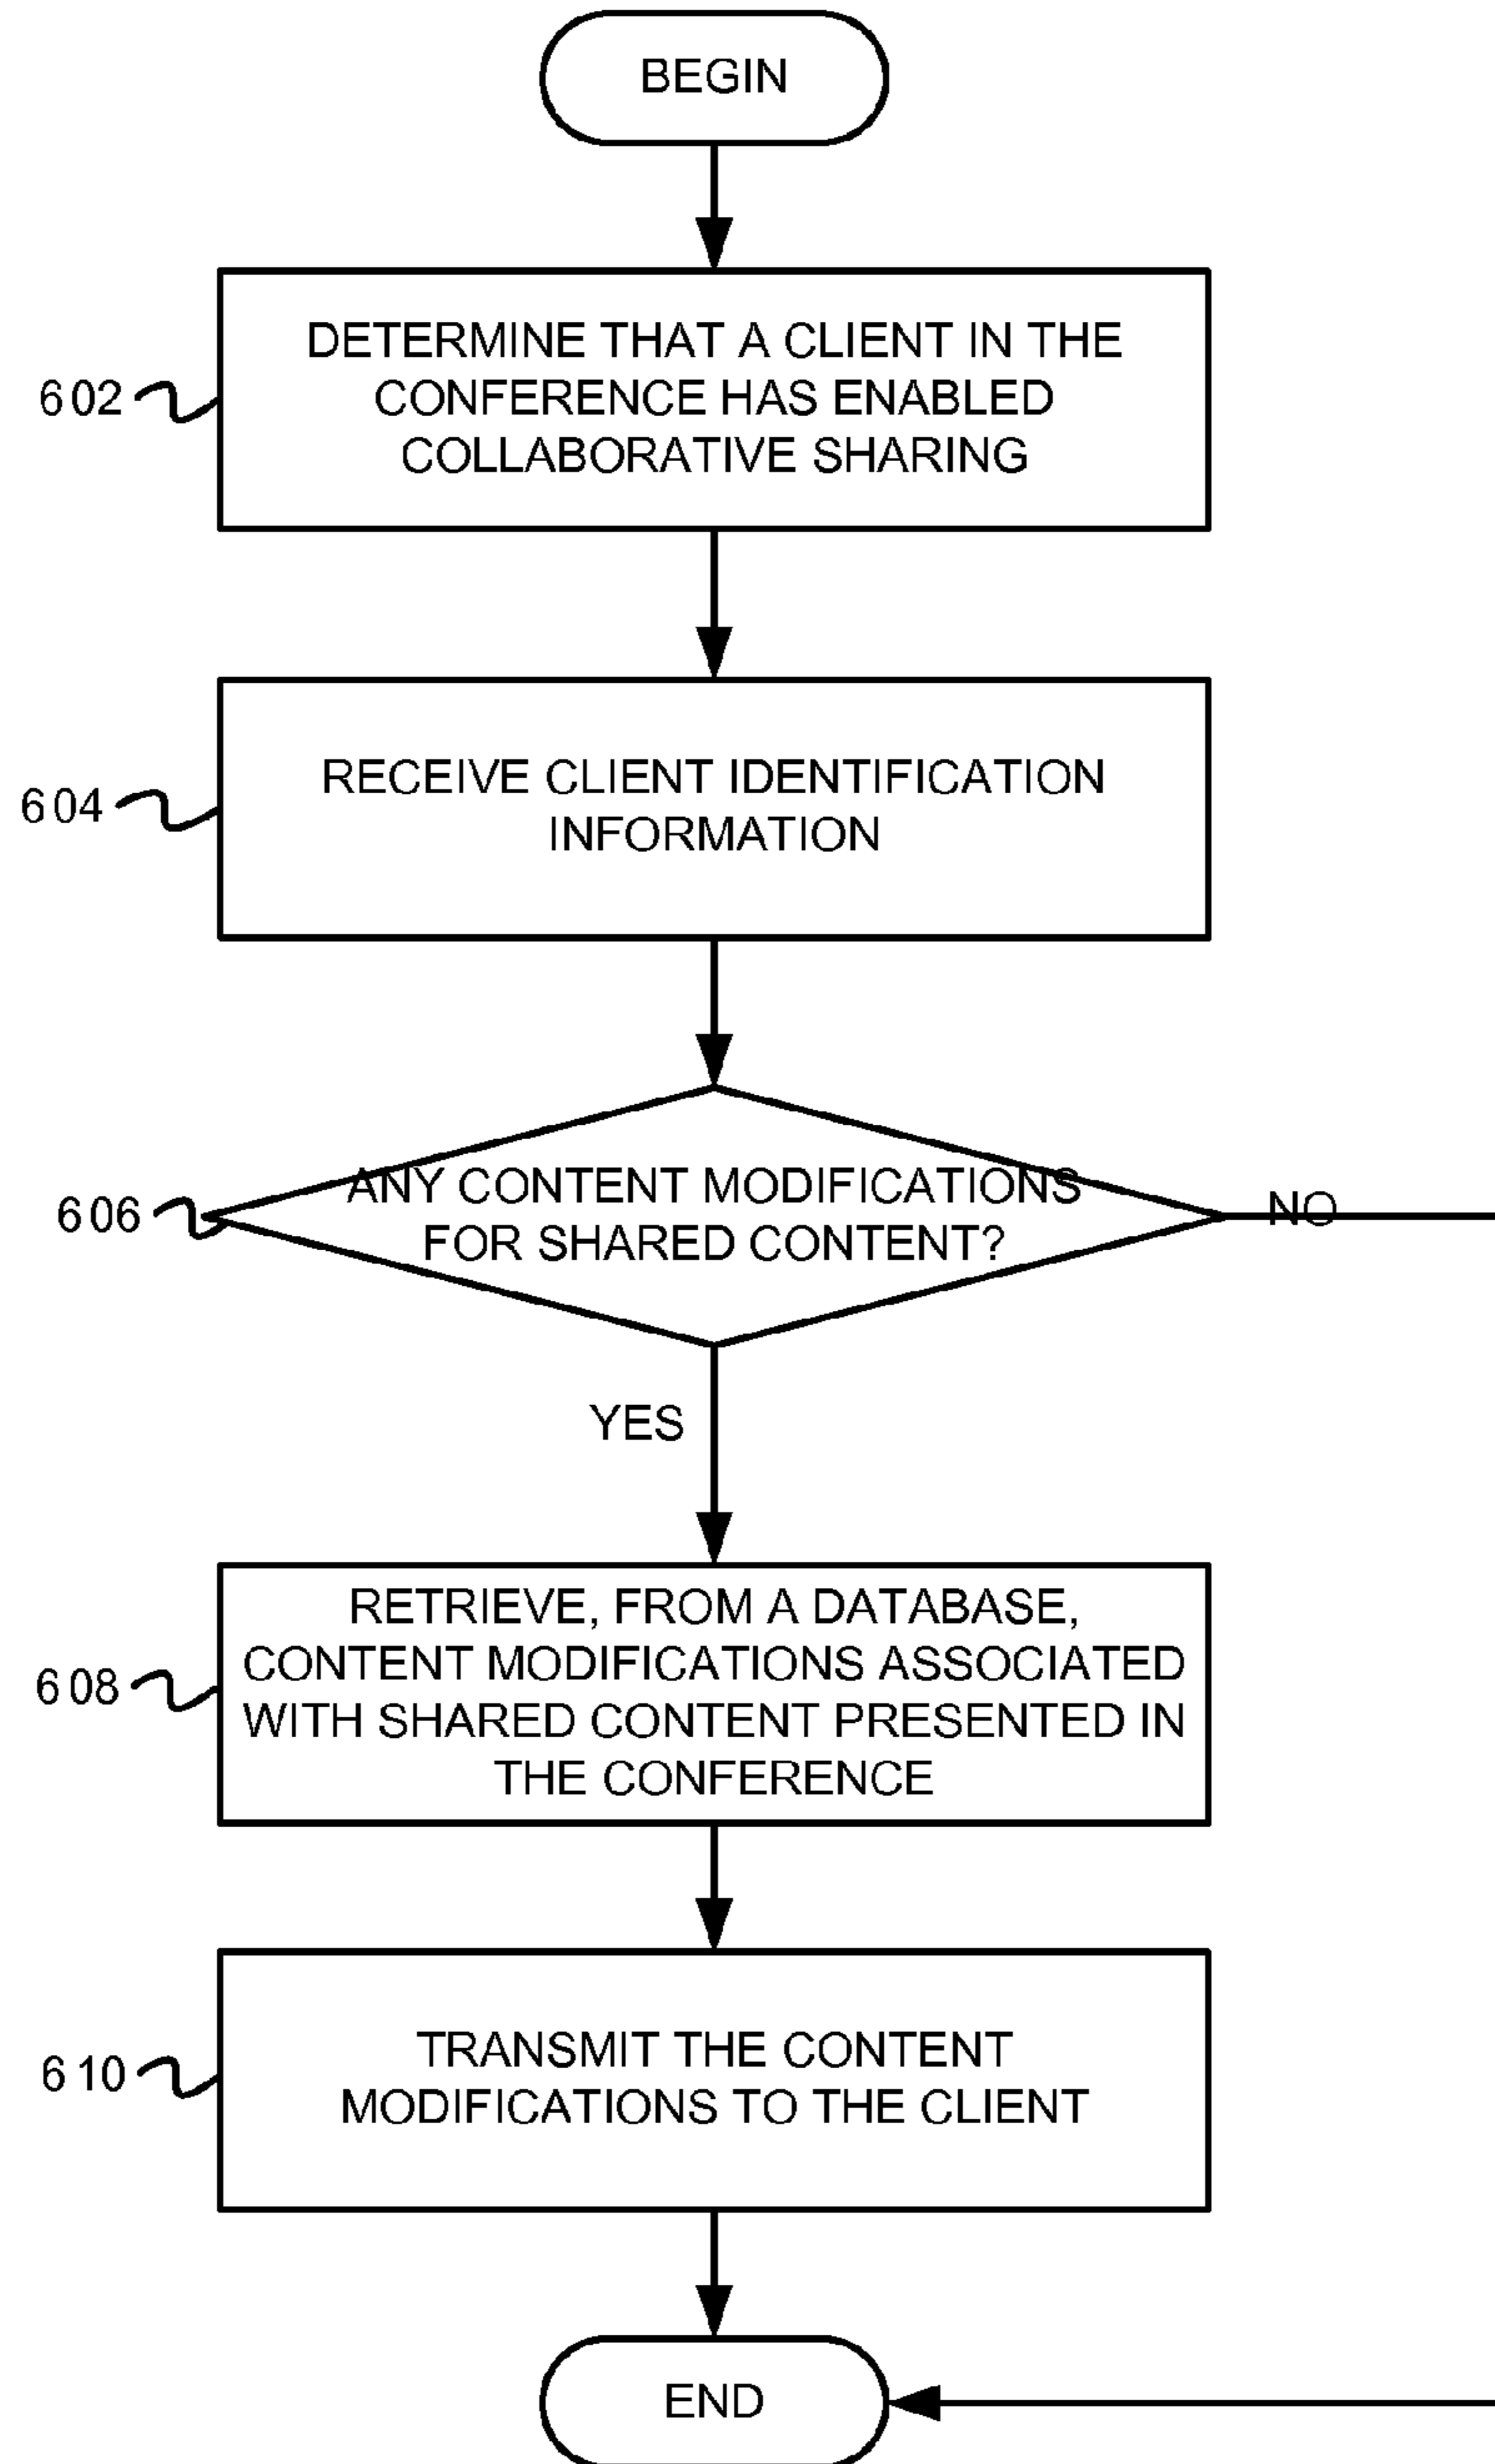 BEGIN
602
DETERMINE THAT A CLIENT IN THE
CONFERENCE HAS ENABLED
COLLABORATIVE SHARING
604
RECEIVE CLIENT IDENTIFICATION
INFORMATION
606
ANY CONTENT MODIFICATIONS
FOR SHARED CONTENT?
NO
YES
608
RETRIEVE, FROM A DATABASE,
CONTENT MODIFICATIONS ASSOCIATED
WITH SHARED CONTENT PRESENTED IN
THE CONFERENCE
610
TRANSMIT THE CONTENT
MODIFICATIONS TO THE CLIENT
END